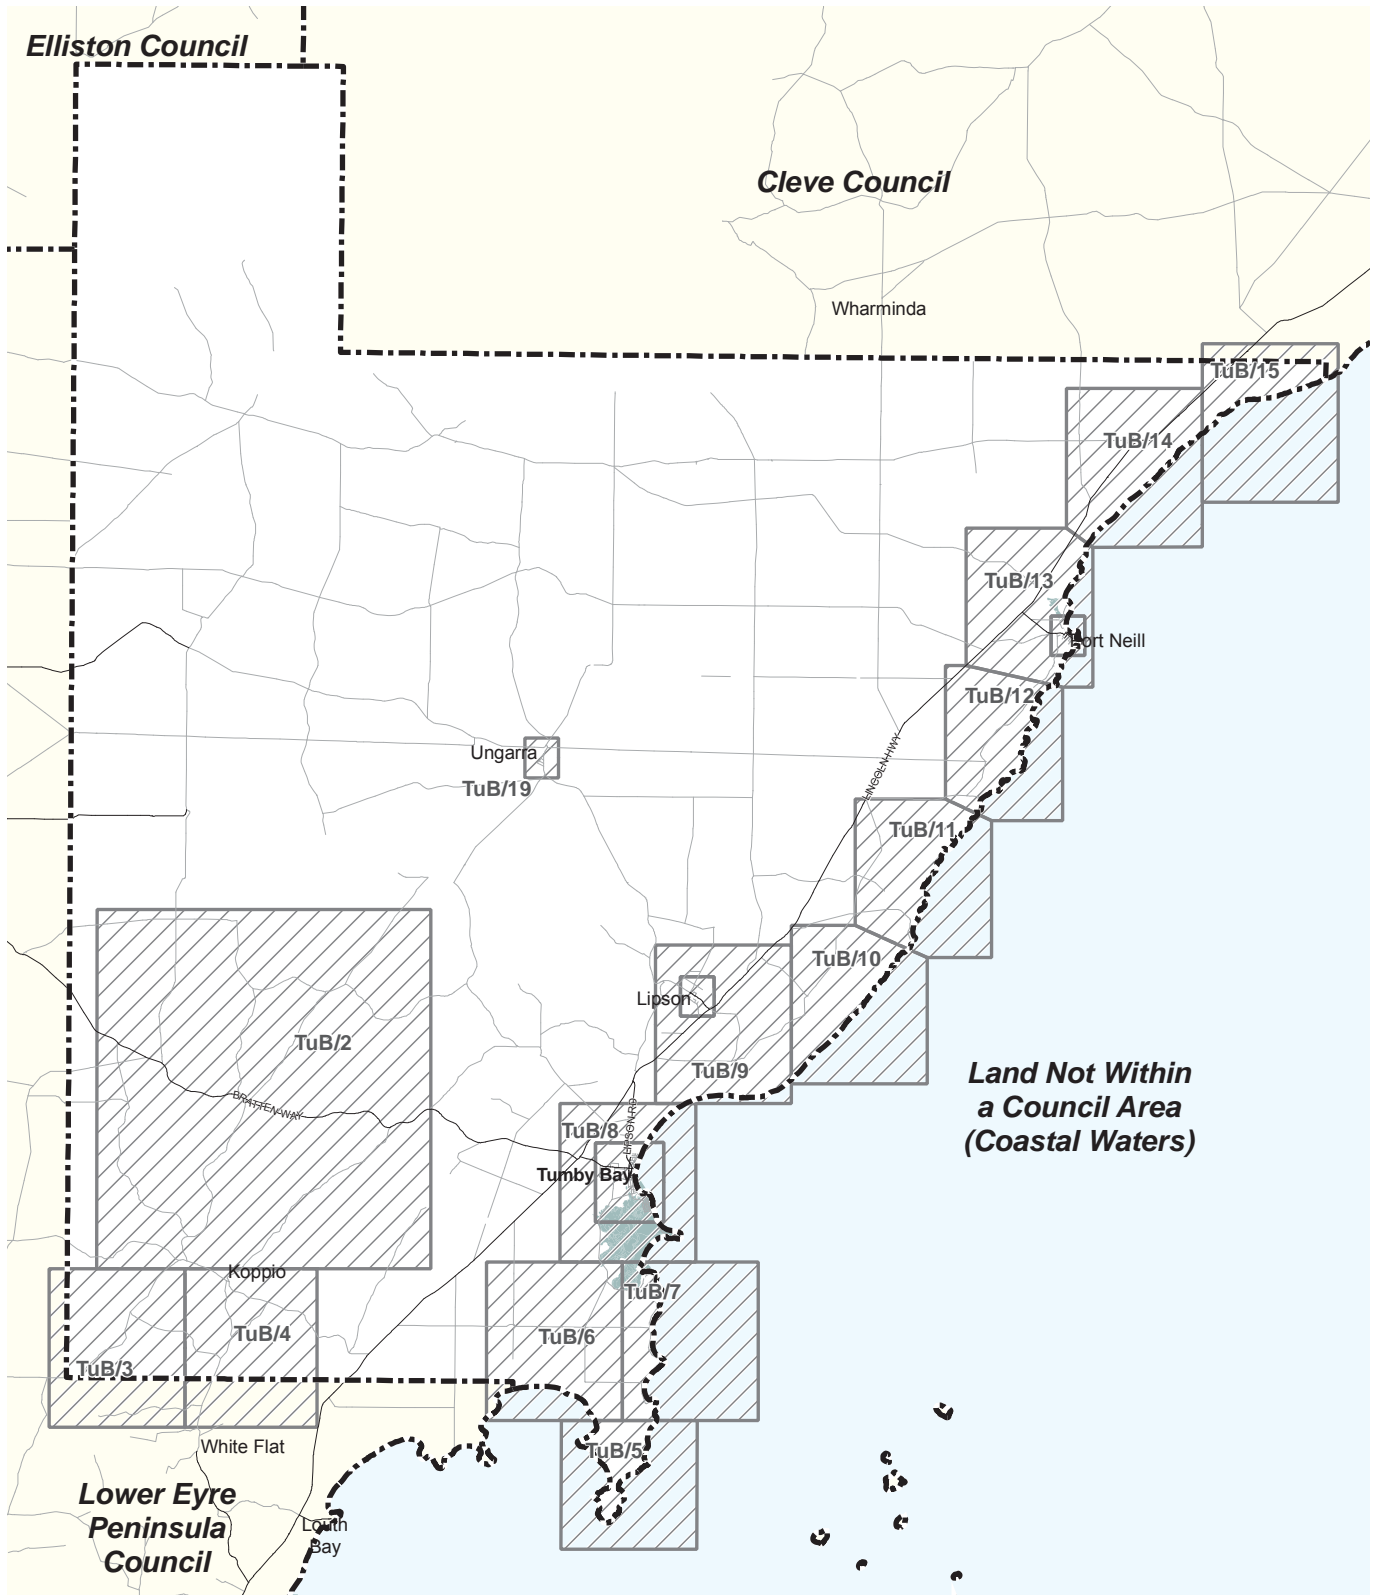 Elliston Council
Cleve Council
Wharminda
TuB/15
TuB/14
TuB/13
Port Neill
TuB/12
LINCOLN HWY
Ungarra
TuB/19
TuB/11
TuB/10
Lipson
TuB/2
TuB/9
BRATTEN WAY
LIPSON RD
TuB/8
Tumby Bay
Land Not Within
a Council Area
(Coastal Waters)
Koppio
TuB/7
TuB/4
TuB/6
TuB/3
White Flat
TuB/5
Lower Eyre
Peninsula
Council
Louth
Bay